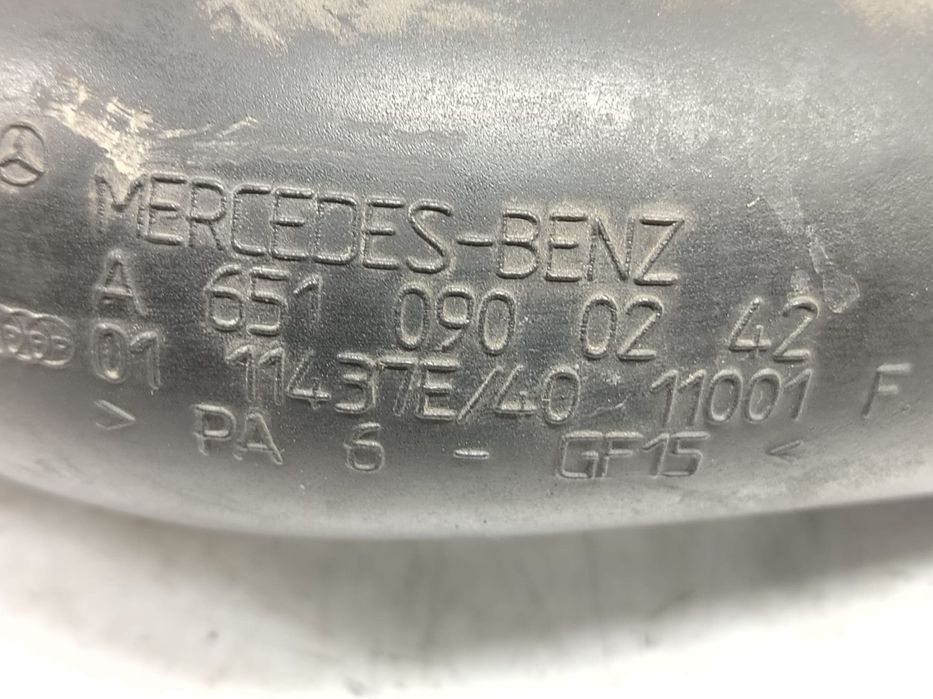 MERCEDES-BENZ
A 651 090 02 42
01 11437E/40 11001 F
> PA 6 - GF15 <